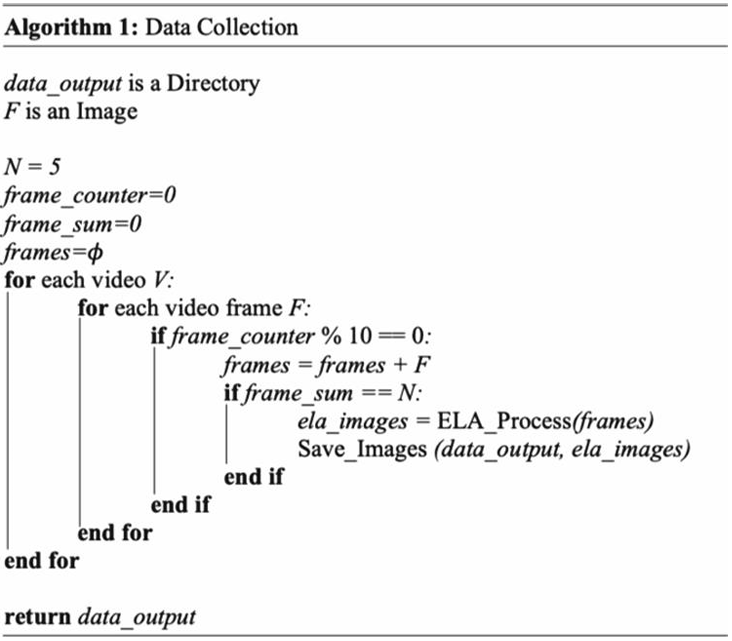 Algorithm 1: Data Collection
data_output is a Directory
F is an Image
N = 5
frame_counter=0
frame_sum=0
frames=ϕ
for each video V:
for each video frame F:
if frame_counter % 10 == 0:
frames = frames + F
if frame_sum == N:
ela_images = ELA_Process(frames)
Save_Images (data_output, ela_images)
end if
end if
end for
end for
return data_output